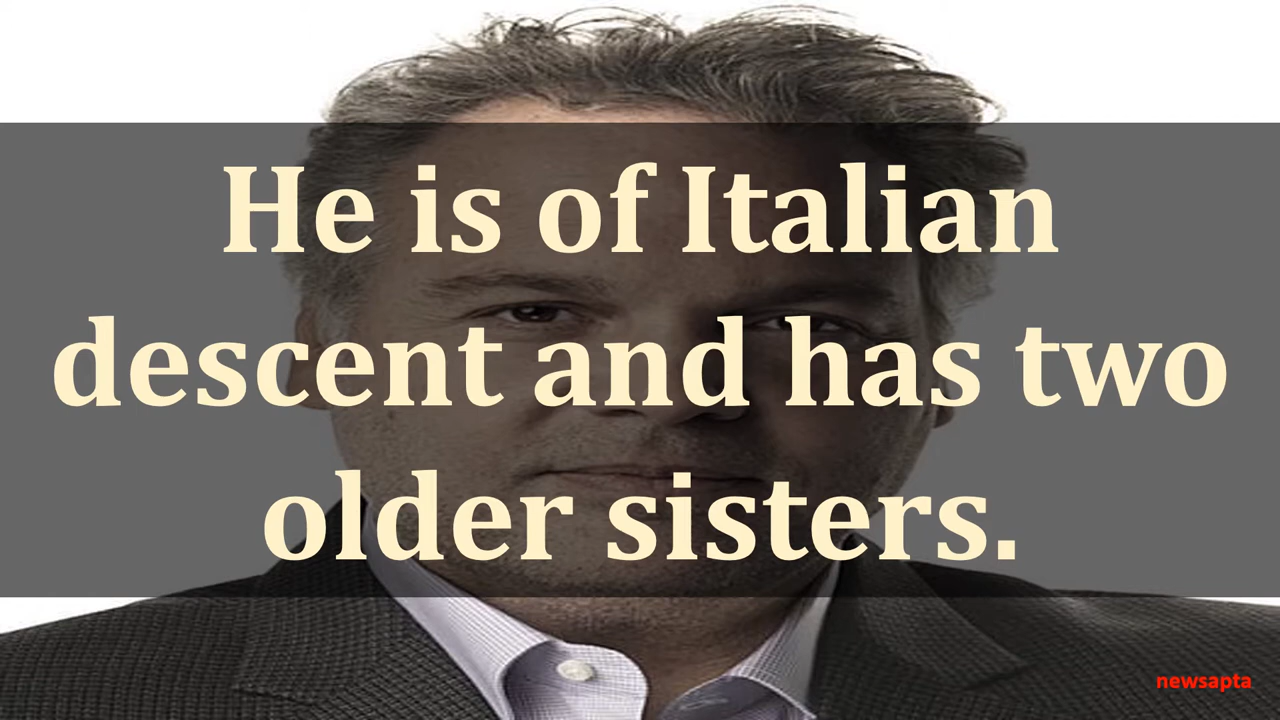 He is of Italian
descent and has two
older sisters.
newsapta